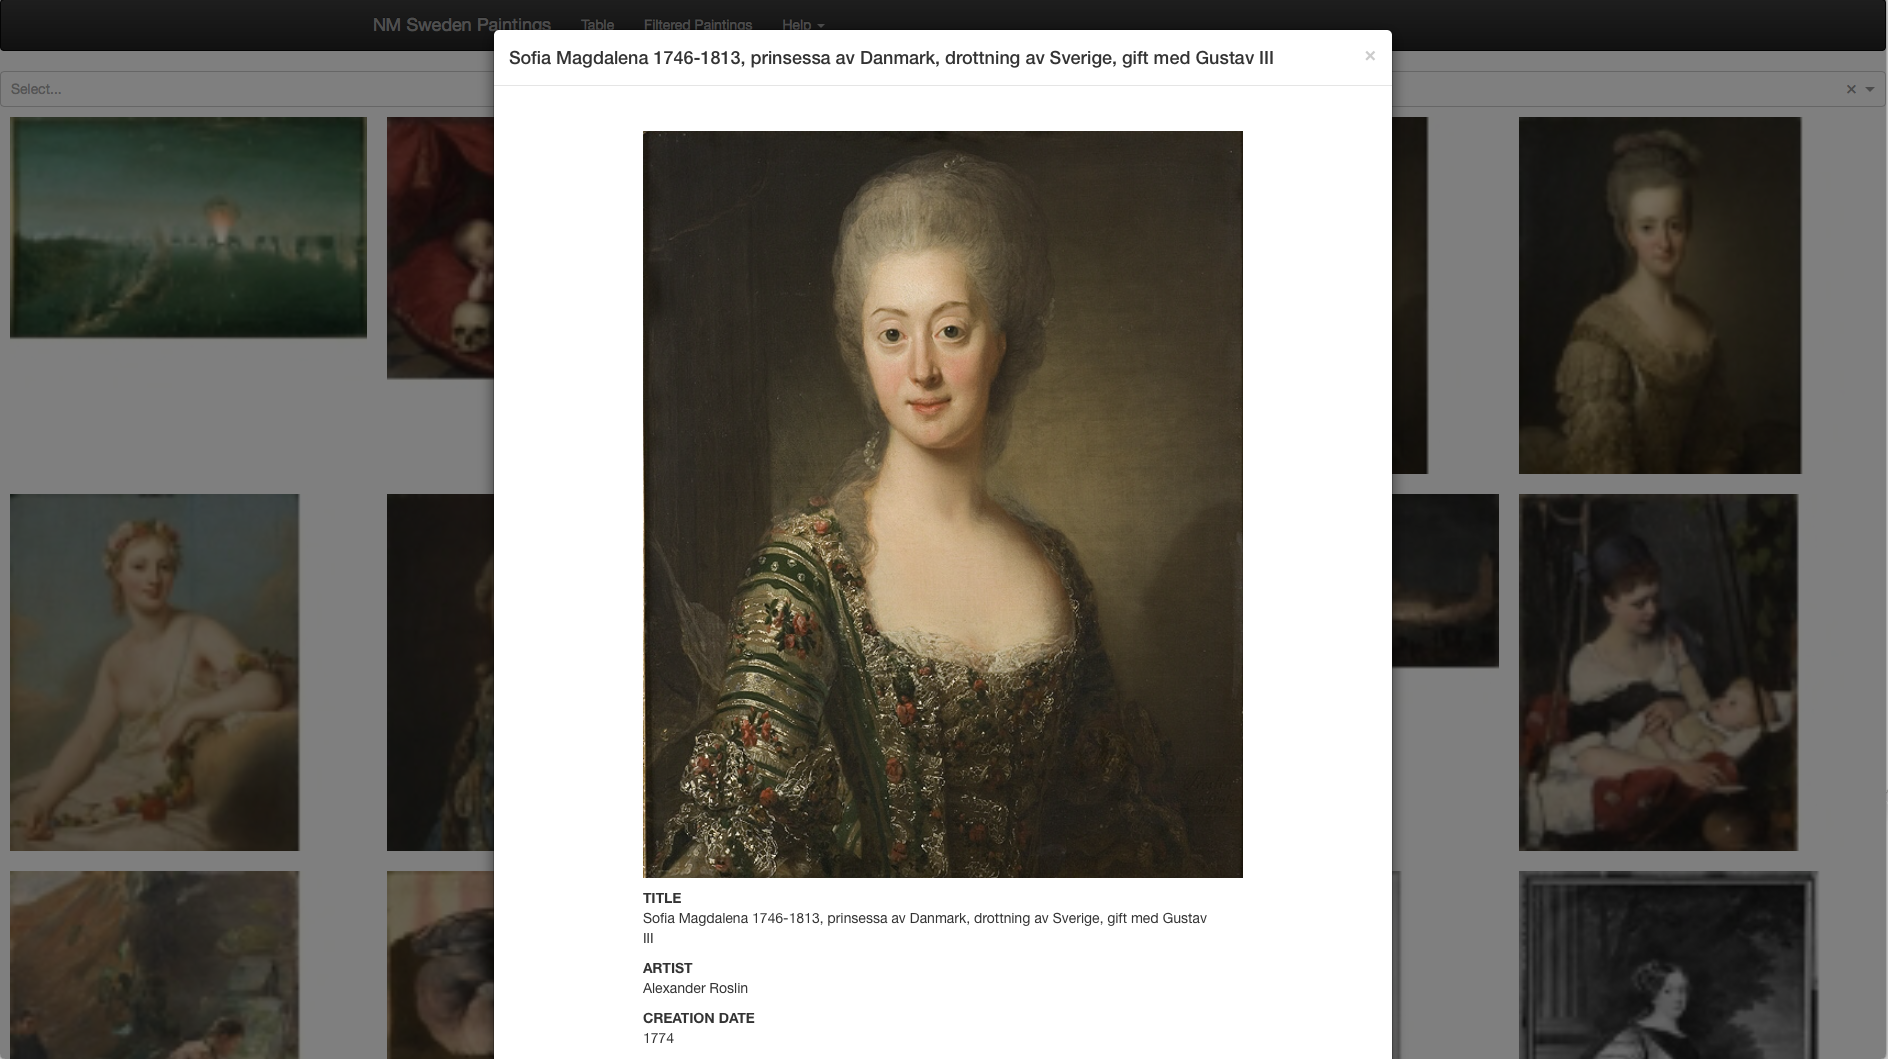 NM Sweden Paintings Table Filtered Paintings Help
Sofia Magdalena 1746-1813, prinsessa av Danmark, drottning av Sverige, gift med Gustav III ×
Select...
TITLE
Sofia Magdalena 1746-1813, prinsessa av Danmark, drottning av Sverige, gift med Gustav
III
ARTIST
Alexander Roslin
CREATION DATE
1774